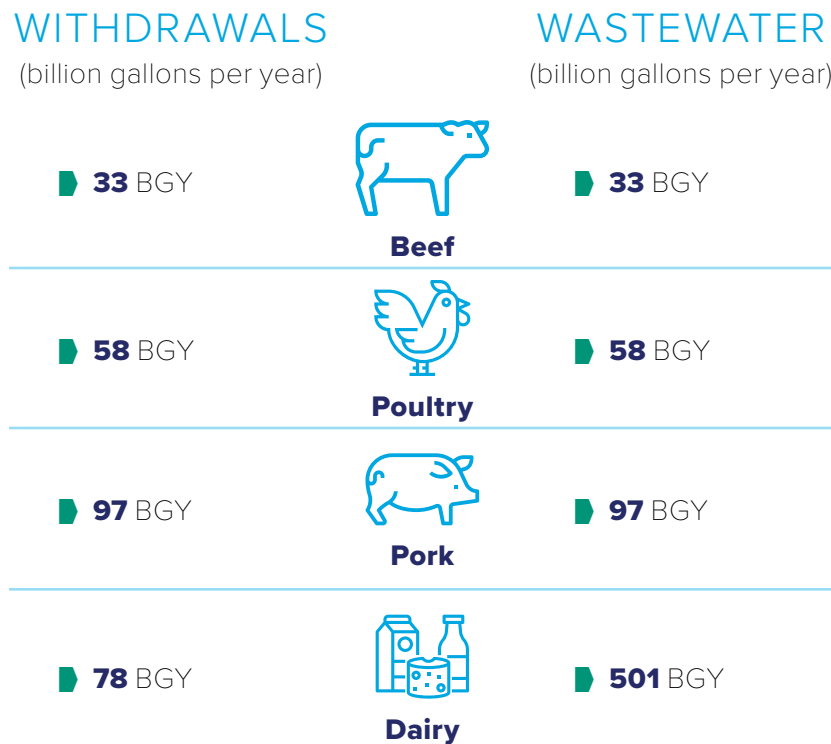 WITHDRAWALS
(billion gallons per year)
WASTEWATER
(billion gallons per year)
33 BGY
Beef
33 BGY
58 BGY
Poultry
58 BGY
97 BGY
Pork
97 BGY
78 BGY
Dairy
501 BGY